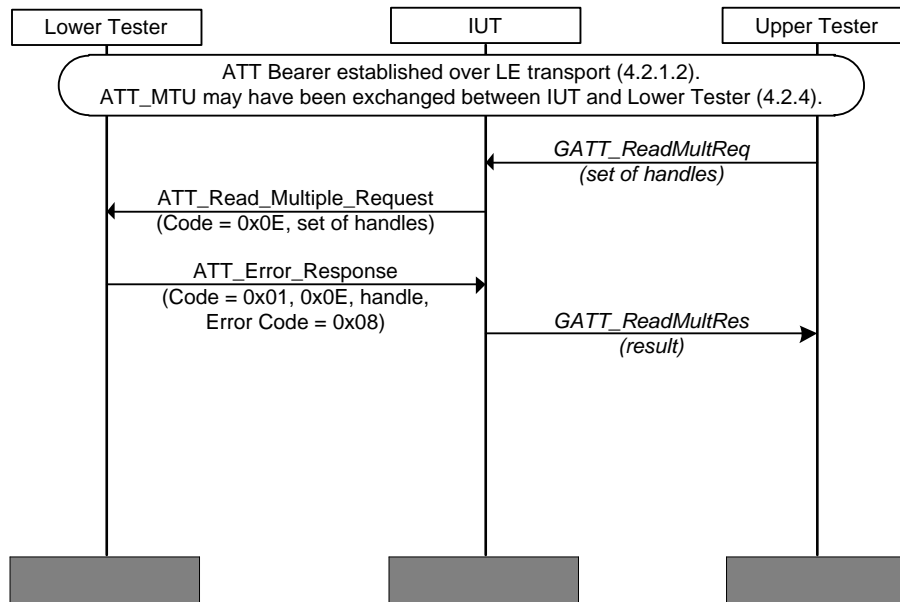 Lower Tester
IUT
Upper Tester
ATT Bearer established over LE transport (4.2.1.2).
ATT_MTU may have been exchanged between IUT and Lower Tester (4.2.4).
GATT_ReadMultReq
(set of handles)
ATT_Read_Multiple_Request
(Code = 0x0E, set of handles)
ATT_Error_Response
(Code = 0x01, 0x0E, handle,
Error Code = 0x08)
GATT_ReadMultRes
(result)